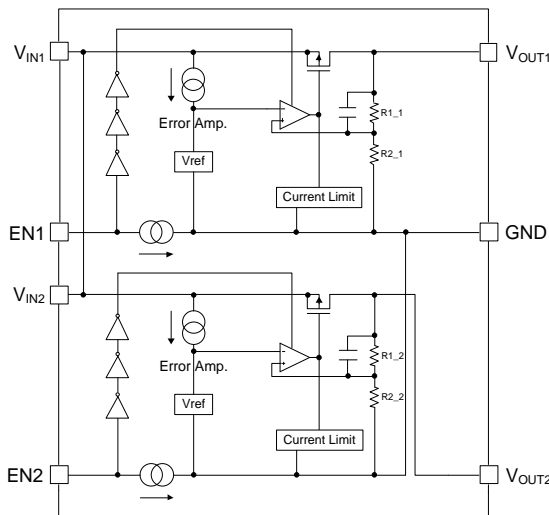 VIN1
VOUT1
R1_1
Error Amp.
R2_1
Vref
Current Limit
EN1
GND
VIN2
R1_2
Error Amp.
R2_2
Vref
Current Limit
EN2
VOUT2